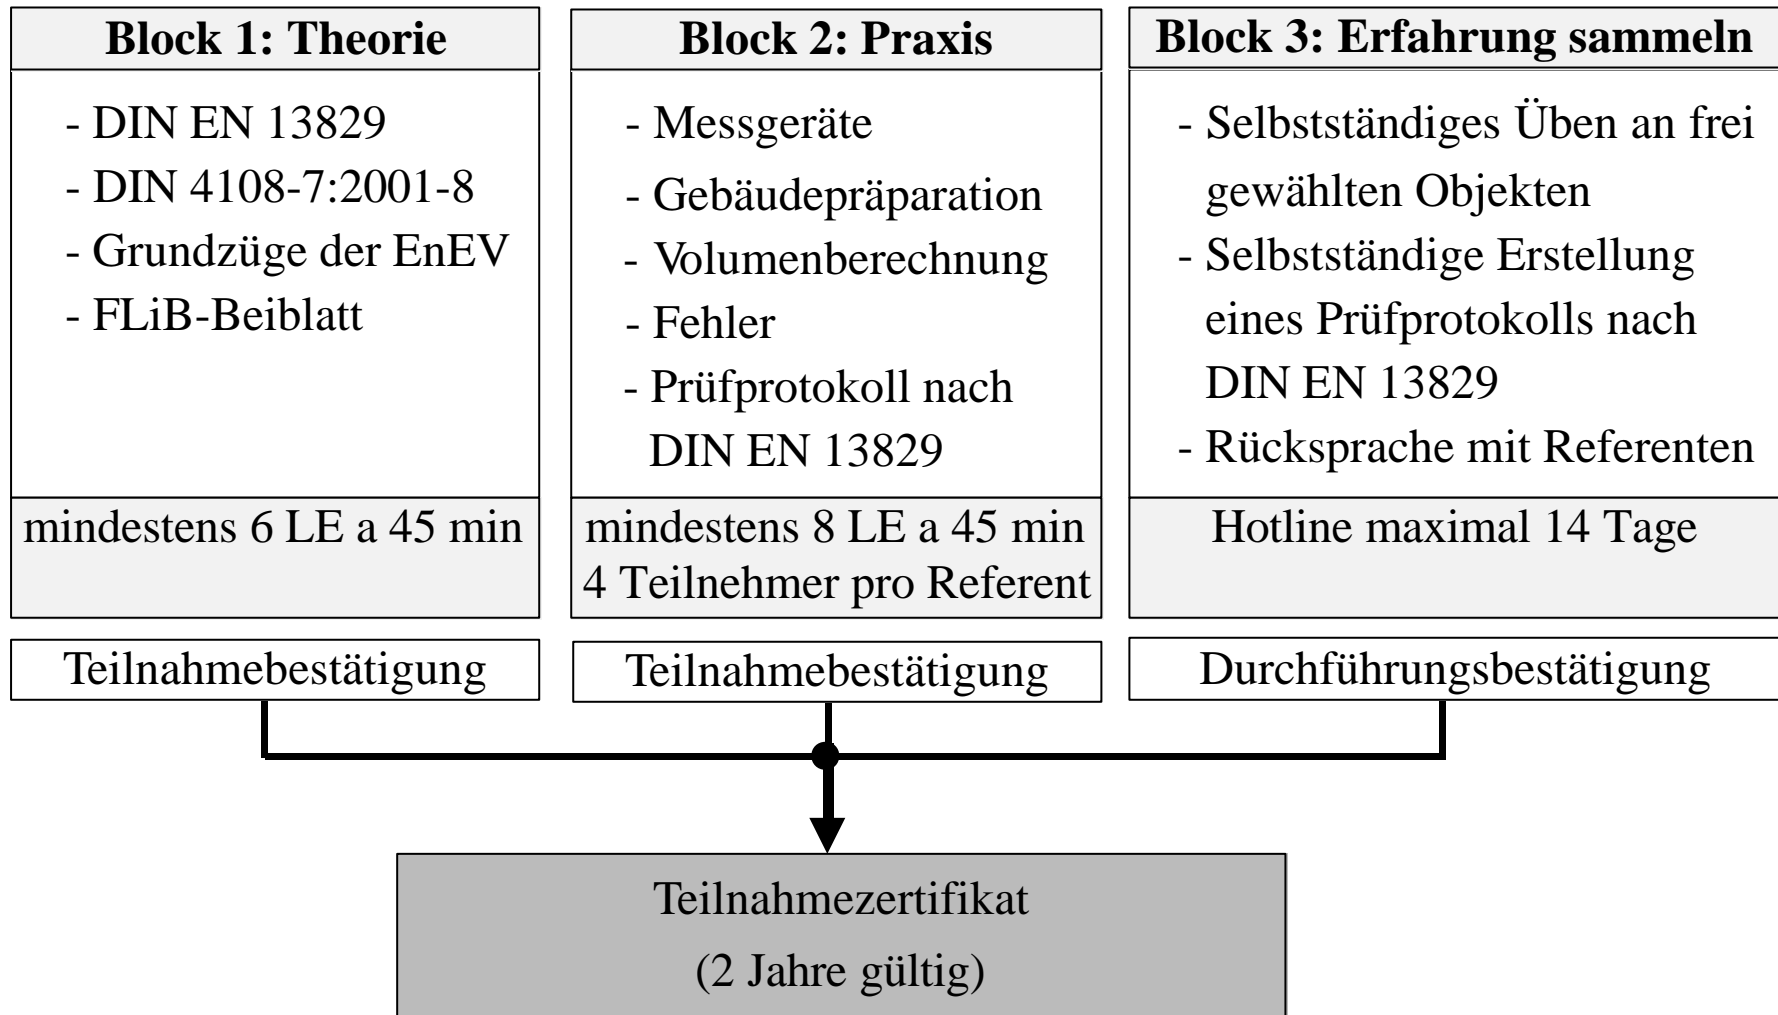 Block 1: Theorie
- DIN EN 13829
- DIN 4108-7:2001-8
- Grundzüge der EnEV
- FLiB-Beiblatt
mindestens 6 LE a 45 min
Teilnahmebestätigung
Block 2: Praxis
- Messgeräte
- Gebäudepräparation
- Volumenberechnung
- Fehler
- Prüfprotokoll nach
DIN EN 13829
mindestens 8 LE a 45 min
4 Teilnehmer pro Referent
Teilnahmebestätigung
Block 3: Erfahrung sammeln
- Selbstständiges Üben an frei
gewählten Objekten
- Selbstständige Erstellung
eines Prüfprotokolls nach
DIN EN 13829
- Rücksprache mit Referenten
Hotline maximal 14 Tage
Durchführungsbestätigung
Teilnahmezertifikat
(2 Jahre gültig)